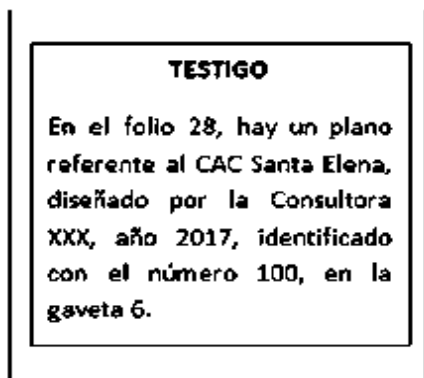 TESTIGO
En el folio 28, hay un plano
referente al CAC Santa Elena,
diseñado por la Consultora
XXX, año 2017, identificado
con el número 100, en la
gaveta 6.